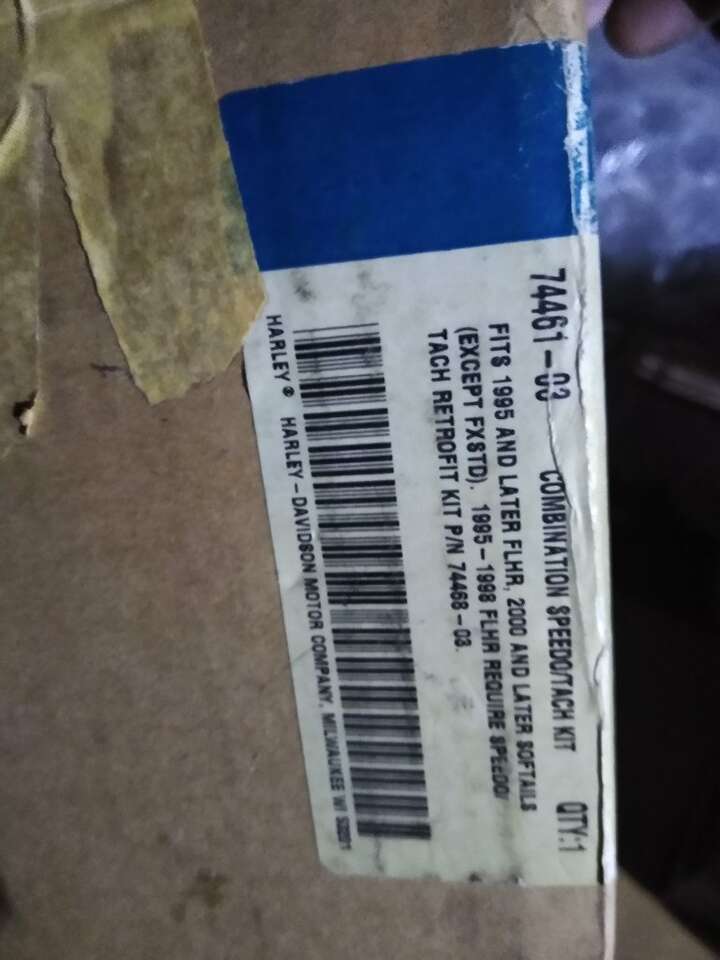 74461-03 COMBINATION SPEEDO/TACH KIT QTY:1
FITS 1995 AND LATER FLHR, 2000 AND LATER SOFTAILS
(EXCEPT FXSTD). 1995-1998 FLHR REQUIRE SPEEDO/
TACH RETROFIT KIT P/N 74468-03.
HARLEY® HARLEY-DAVIDSON MOTOR COMPANY, MILWAUKEE WI 53201